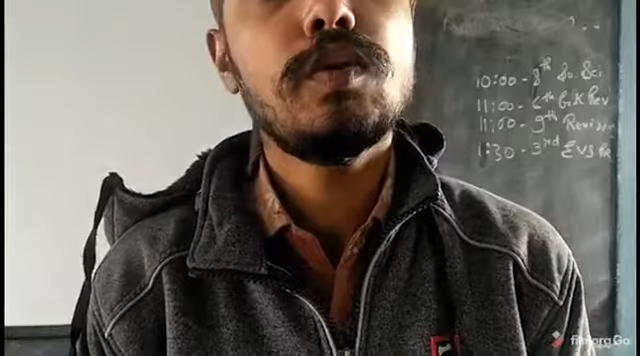 10:00 - 8th So. Sci
11:00 - 6th G.K Rev
11:00 - 9th Revision
1:30 - 3rd EVS
filmora Go